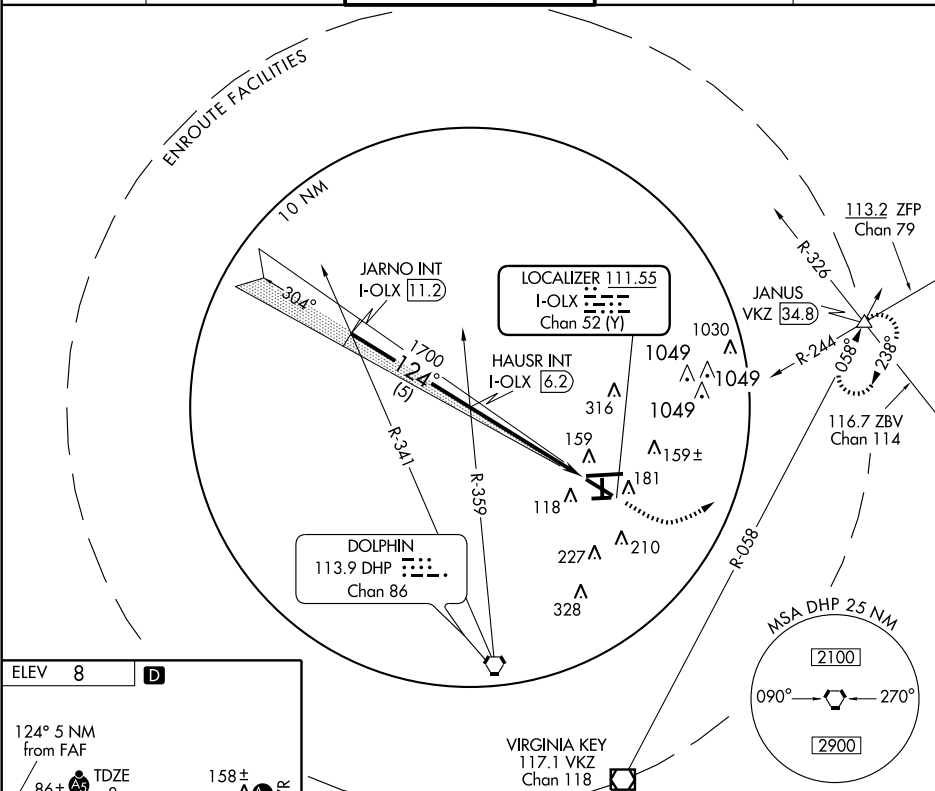 ENROUTE FACILITIES
10 NM
113.2 ZFP
Chan 79
R-326
JARNO INT
I-OLX 11.2
LOCALIZER 111.55
I-OLX
Chan 52 (Y)
JANUS
VKZ 34.8
304°
1700
124°
(5)
HAUSR INT
I-OLX 6.2
1030
1049
1049
1049
R-244
058°
238°
316
116.7 ZBV
Chan 114
R-341
R-359
159
159±
181
118
210
227
328
R-058
DOLPHIN
113.9 DHP
Chan 86
MSA DHP 25 NM
2100
090°
270°
2900
ELEV 8
D
124° 5 NM
from FAF
86±
A5
TDZE
158±
VIRGINIA KEY
117.1 VKZ
Chan 118